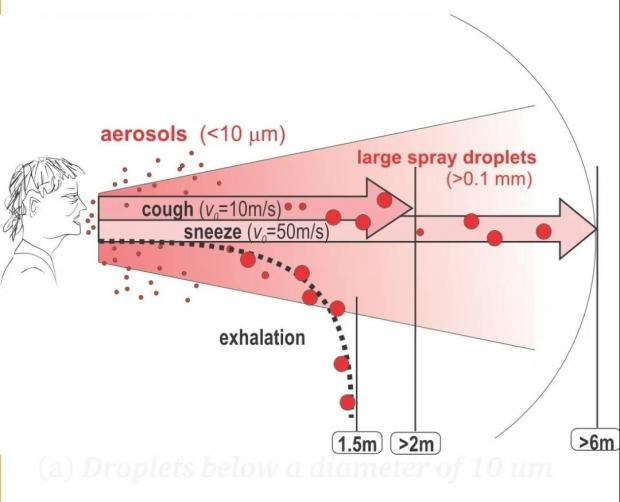 aerosols (<10 μm)
large spray droplets
(>0.1 mm)
cough (v₀=10m/s)
sneeze (v₀=50m/s)
exhalation
1.5m >2m >6m
(a) Droplets below a diameter of 10 um